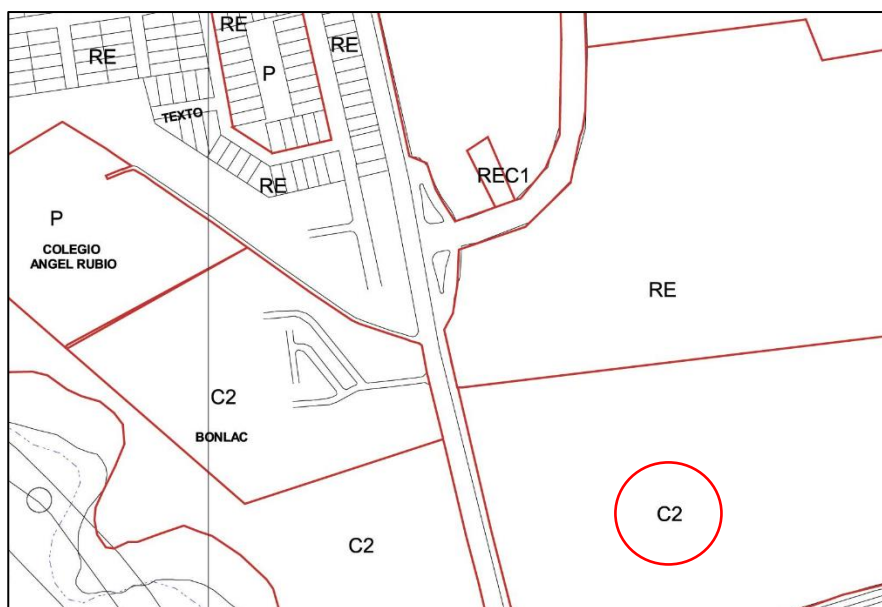 RE
RE
RE
P
TEXTO
REC1
RE
P
COLEGIO
ANGEL RUBIO
RE
C2
BONLAC
C2
C2